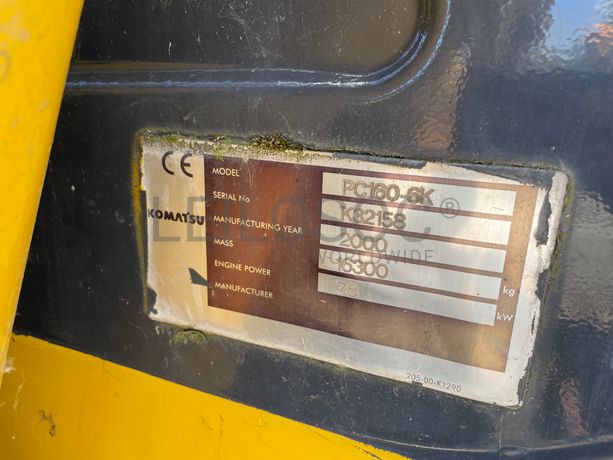 CE
KOMATSU
MODEL PC160-6K
SERIAL No K32158
MANUFACTURING YEAR 2000
MASS 16300 kg
ENGINE POWER 75 kW
MANUFACTURER
205-00-K1290
WORLDWIDE